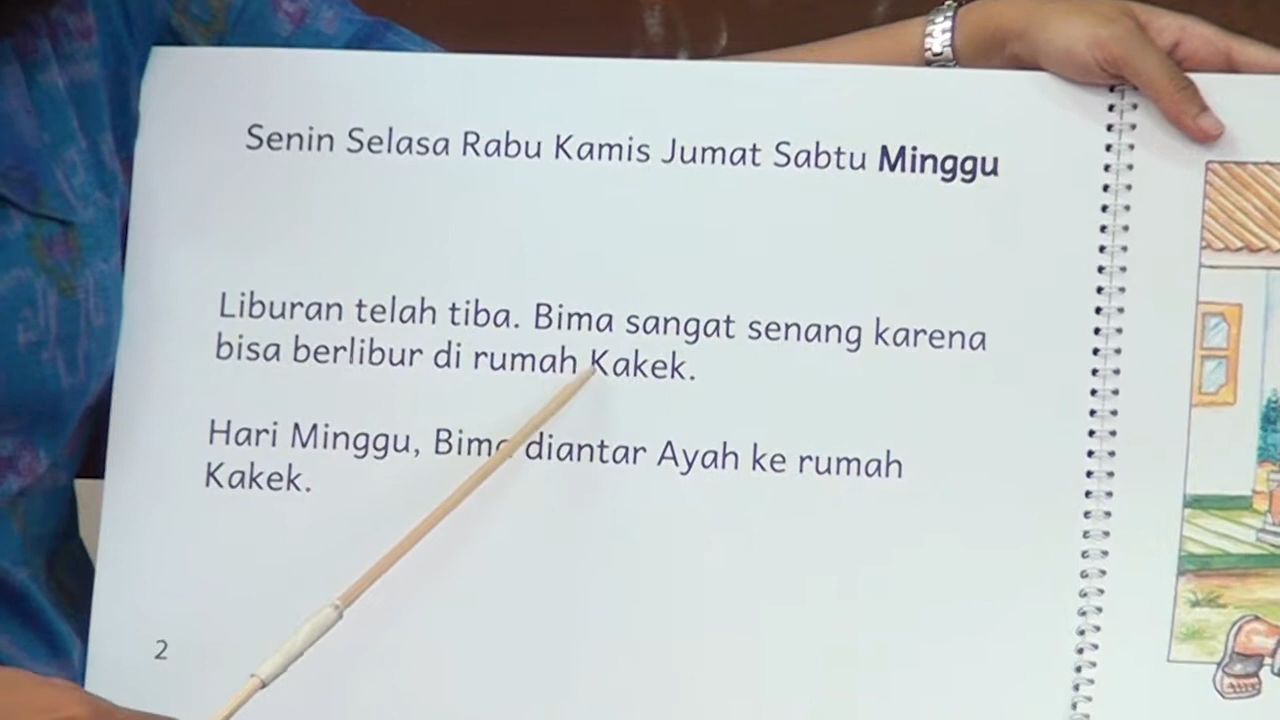 Senin Selasa Rabu Kamis Jumat Sabtu Minggu
Liburan telah tiba. Bima sangat senang karena
bisa berlibur di rumah Kakek.
Hari Minggu, Bima diantar Ayah ke rumah
Kakek.
2